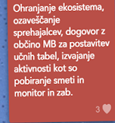 Ohranjanje ekosistema,
ozaveščanje
sprehajalcev, dogovor z
občino MB za postavitev
učnih tabel, izvajanje
aktivnosti kot so
pobiranje smeti in
monitor in zab.
3